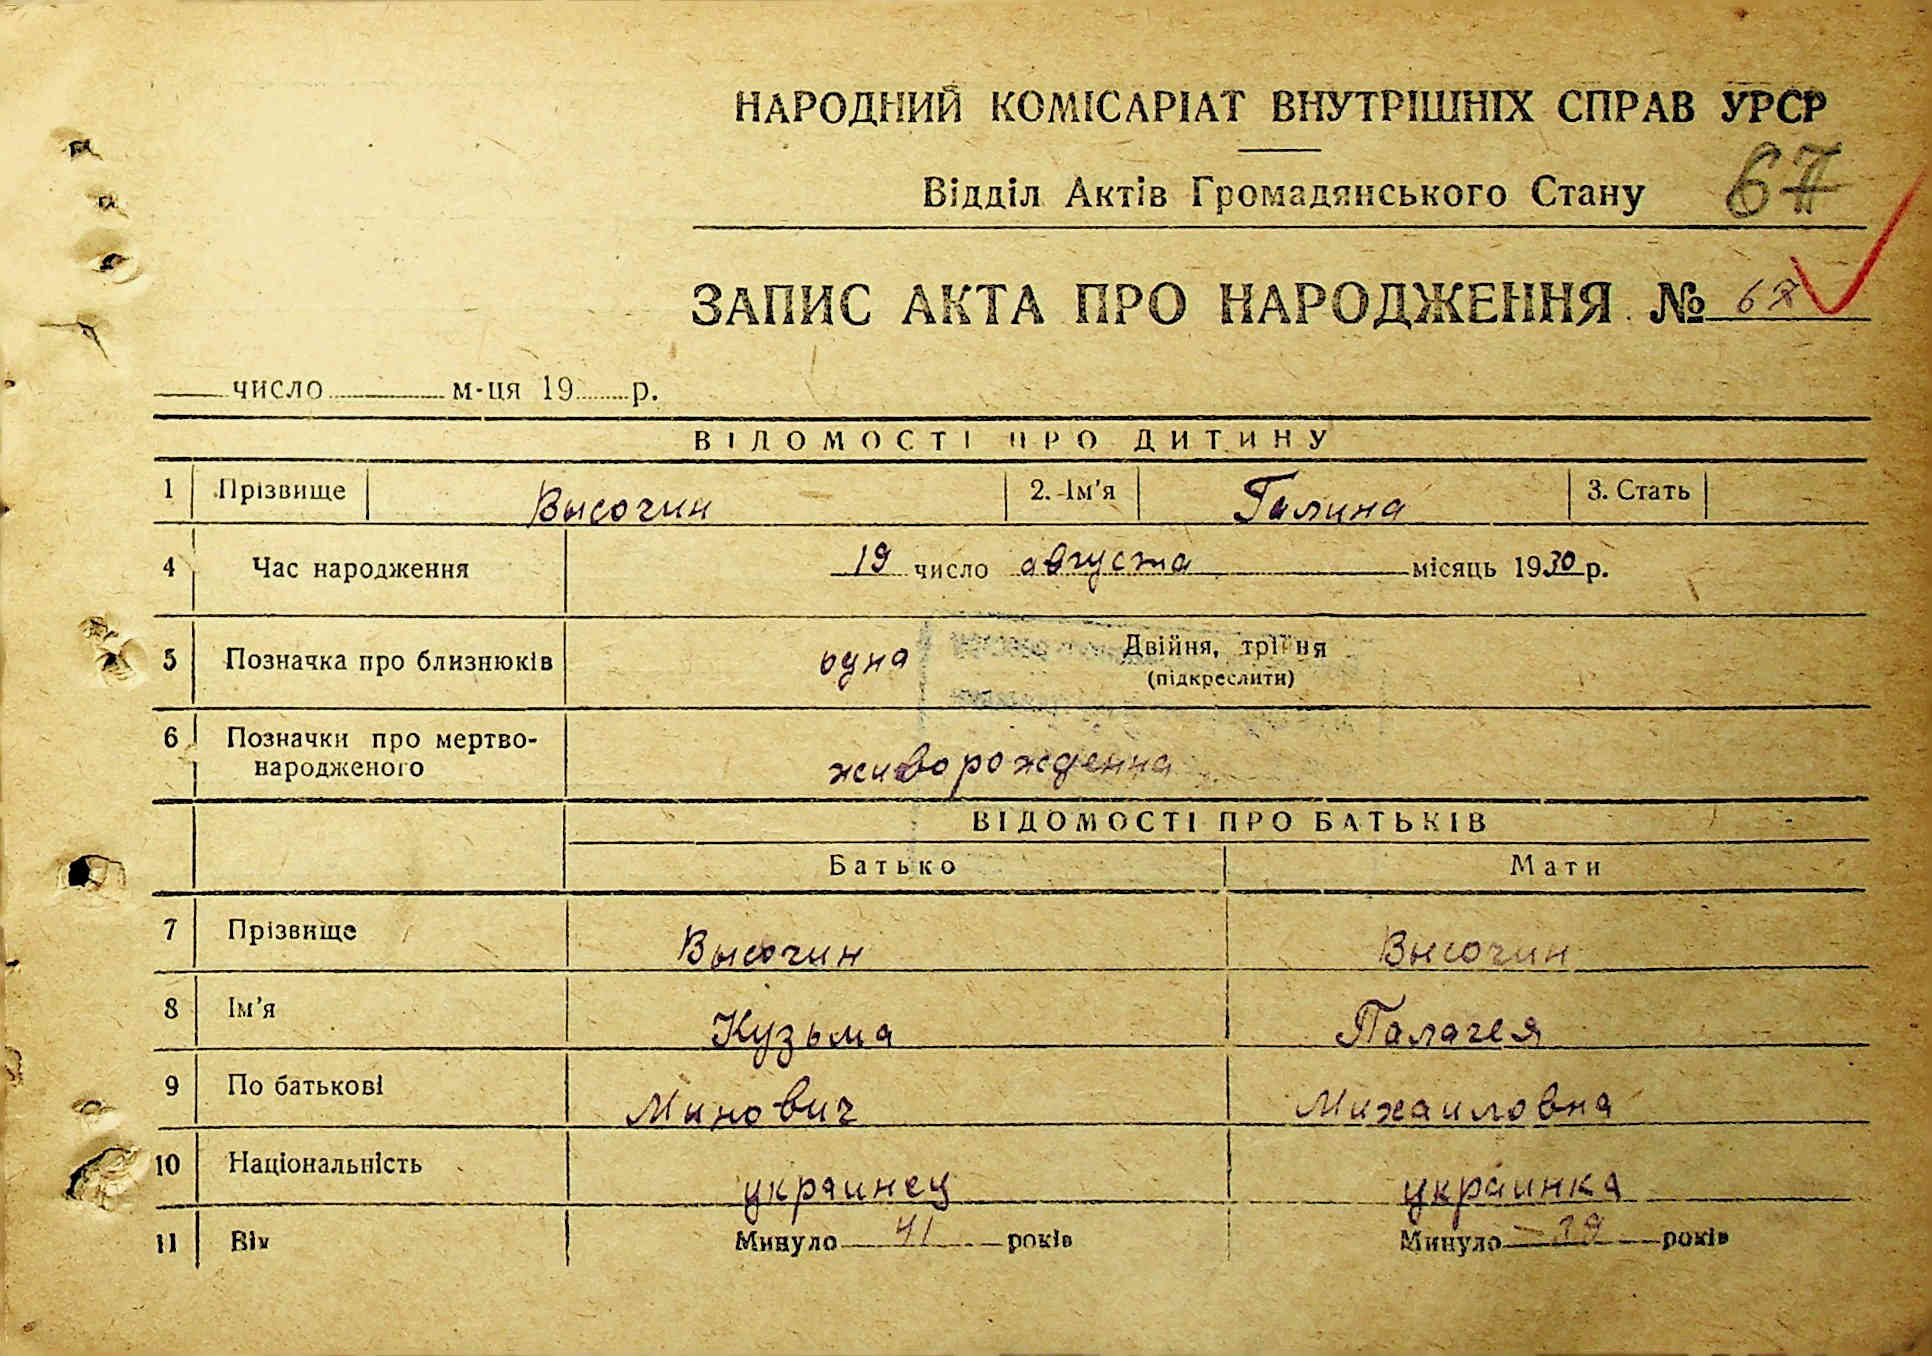 НАРОДНИЙ КОМІСАРІАТ ВНУТРІШНІХ СПРАВ УРСР
Відділ Актів Громадянського Стану 67
ЗАПИС АКТА ПРО НАРОДЖЕННЯ № 67
число м-ця 19 р.
ВІДОМОСТІ ПРО ДИТИНУ
1 Прізвище Высочин 2. Ім'я Галина 3. Стать
4 Час народження 19 число августа місяць 1930 р.
5 Позначка про близнюків одна Двійня, трійня
(підкреслити)
6 Позначки про мертво-
народженого живорожденна
ВІДОМОСТІ ПРО БАТЬКІВ
Батько Мати
7 Прізвище Высочин Высочин
8 Ім'я Кузьма Палагея
9 По батькові Минович Михаиловна
10 Національність украинец украинка
11 Вік Минуло 41 років Минуло 39 років